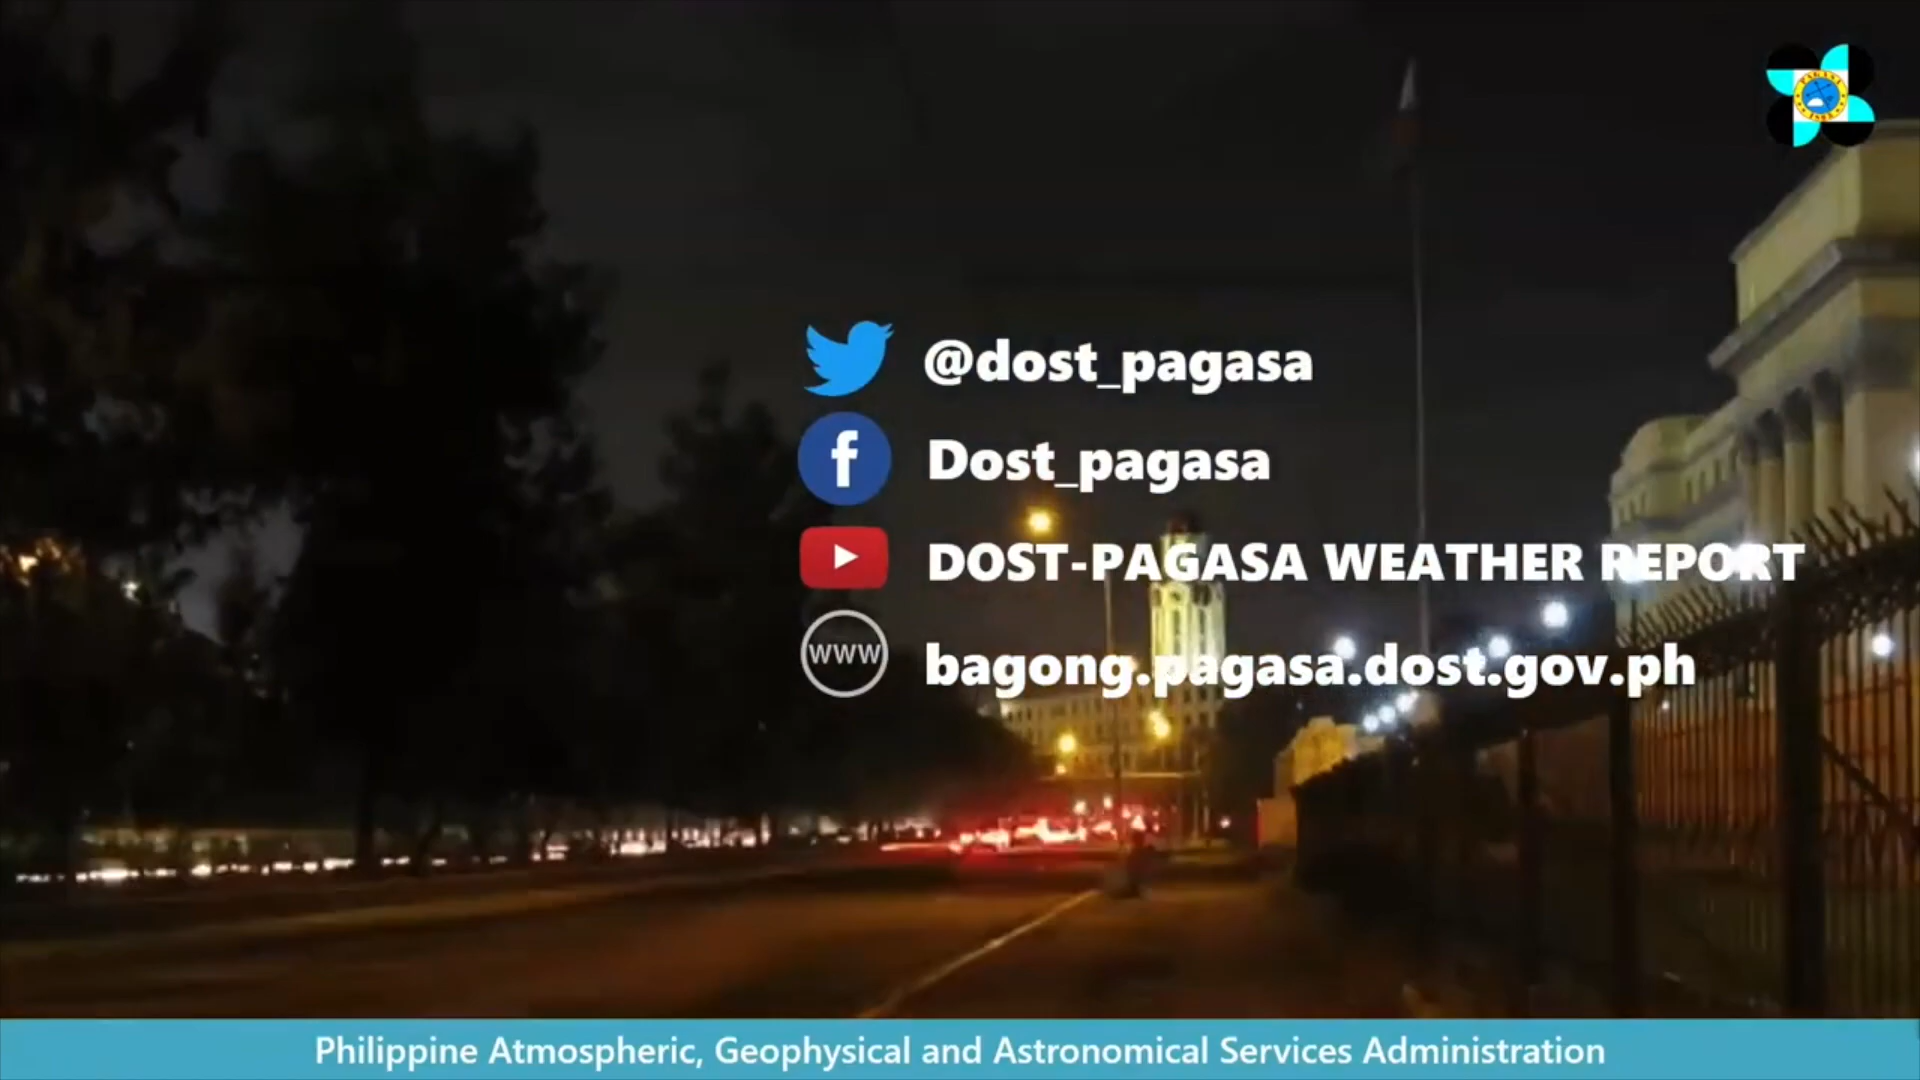 @dost_pagasa
Dost_pagasa
DOST-PAGASA WEATHER REPORT
www
bagong.pagasa.dost.gov.ph
Philippine Atmospheric, Geophysical and Astronomical Services Administration